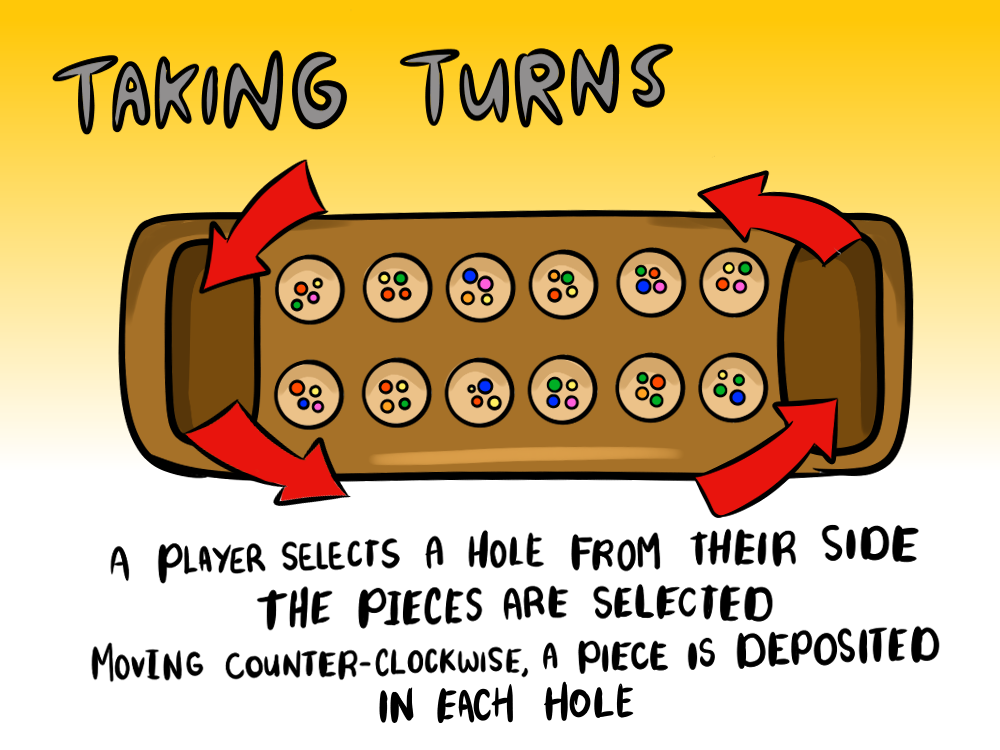 TAKING TURNS
A PLAYER SELECTS A HOLE FROM THEIR SIDE
THE PIECES ARE SELECTED
MOVING COUNTER-CLOCKWISE, A PIECE IS DEPOSITED
IN EACH HOLE